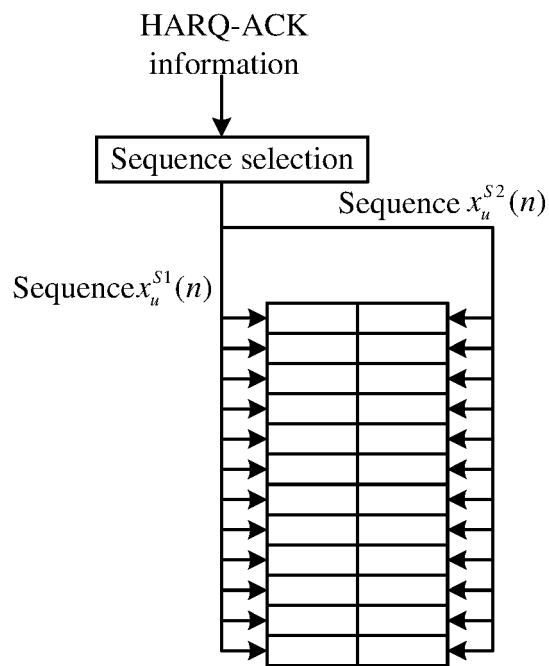 HARQ-ACK
information
Sequence selection
Sequence $x_u^{S2}(n)$
Sequence $x_u^{S1}(n)$